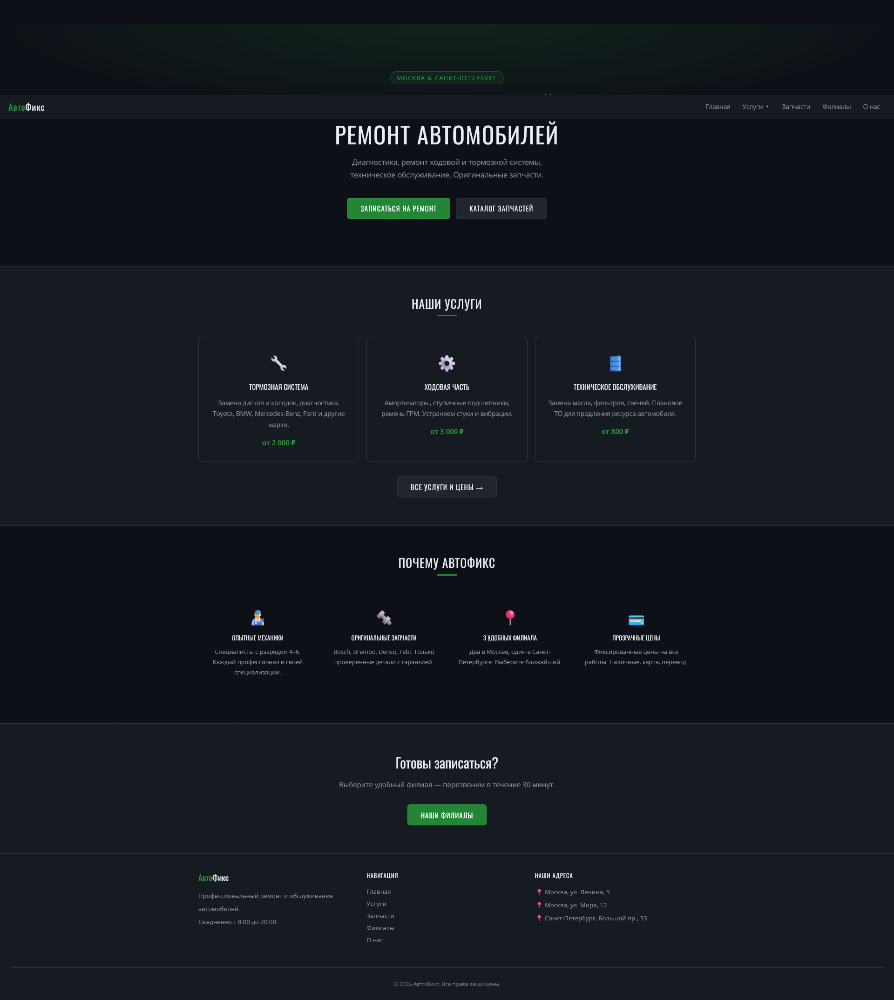 МОСКВА & САНКТ-ПЕТЕРБУРГ
АвтоФикс
Главная
Услуги ▼
Запчасти
Филиалы
О нас
РЕМОНТ АВТОМОБИЛЕЙ
Диагностика, ремонт ходовой и тормозной системы,
техническое обслуживание. Оригинальные запчасти.
ЗАПИСАТЬСЯ НА РЕМОНТ
КАТАЛОГ ЗАПЧАСТЕЙ
НАШИ УСЛУГИ
ТОРМОЗНАЯ СИСТЕМА
Замена дисков и колодок, диагностика.
Toyota, BMW, Mercedes-Benz, Ford и другие
марки.
от 2 000 ₽
ХОДОВАЯ ЧАСТЬ
Амортизаторы, ступичные подшипники,
ремень ГРМ. Устраняем стуки и вибрации.
от 3 000 ₽
ТЕХНИЧЕСКОЕ ОБСЛУЖИВАНИЕ
Замена масла, фильтров, свечей. Плановое
ТО для продления ресурса автомобиля.
от 800 ₽
ВСЕ УСЛУГИ И ЦЕНЫ →
ПОЧЕМУ АВТОФИКС
ОПЫТНЫЕ МЕХАНИКИ
Специалисты с разрядом 4–6.
Каждый профессионал в своей
специализации.
ОРИГИНАЛЬНЫЕ ЗАПЧАСТИ
Bosch, Brembo, Denso, Febi. Только
проверенные детали с гарантией.
3 УДОБНЫХ ФИЛИАЛА
Два в Москве, один в Санкт-
Петербурге. Выберите ближайший.
ПРОЗРАЧНЫЕ ЦЕНЫ
Фиксированные цены на все
работы. Наличные, карта, перевод.
Готовы записаться?
Выберите удобный филиал — перезвоним в течение 30 минут.
НАШИ ФИЛИАЛЫ
АвтоФикс
Профессиональный ремонт и обслуживание
автомобилей.
Ежедневно с 8:00 до 20:00.
НАВИГАЦИЯ
Главная
Услуги
Запчасти
Филиалы
О нас
НАШИ АДРЕСА
Москва, ул. Ленина, 5
Москва, ул. Мира, 12
Санкт-Петербург, Большой пр., 33
© 2026 АвтоФикс. Все права защищены.